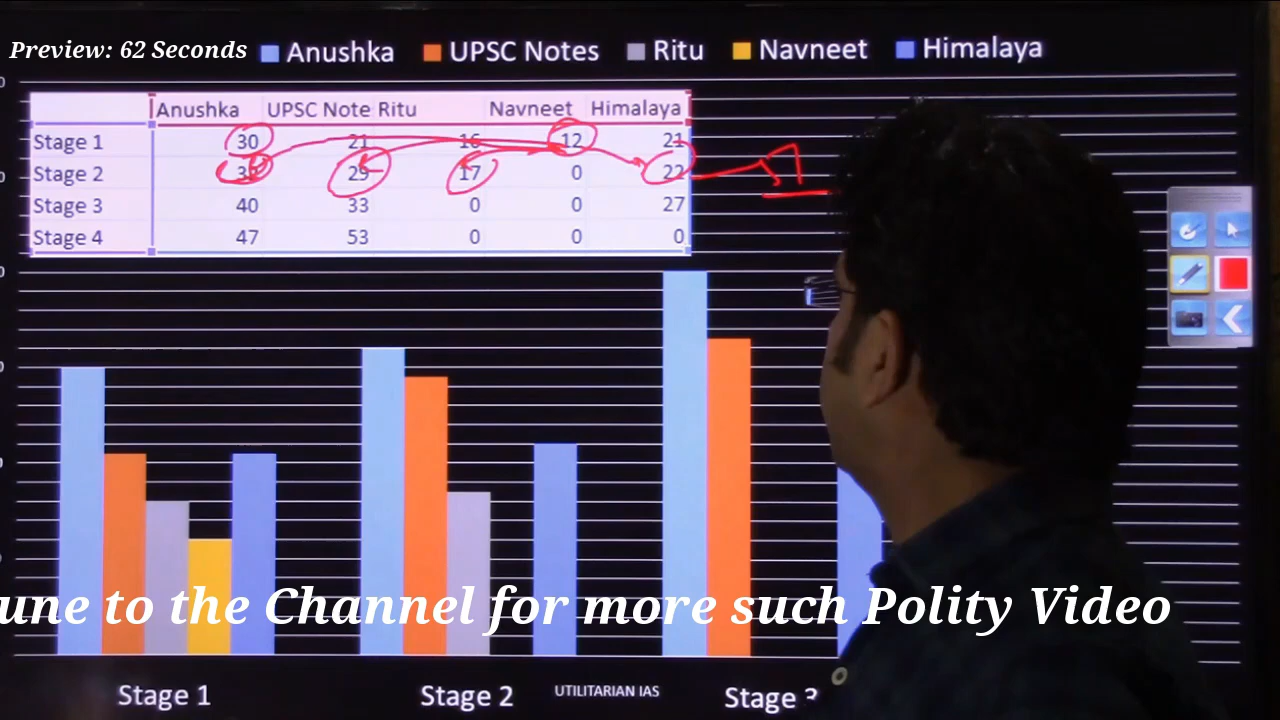 Preview: 62 Seconds
Anushka UPSC Notes Ritu Navneet Himalaya
Anushka UPSC Note Ritu Navneet Himalaya
Stage 1 30 21 16 12 21
Stage 2 29 17 0 22
Stage 3 40 33 0 0 27
Stage 4 47 53 0 0 0
une to the Channel for more such Polity Video
Stage 1 Stage 2 UTILITARIAN IAS Stage 3